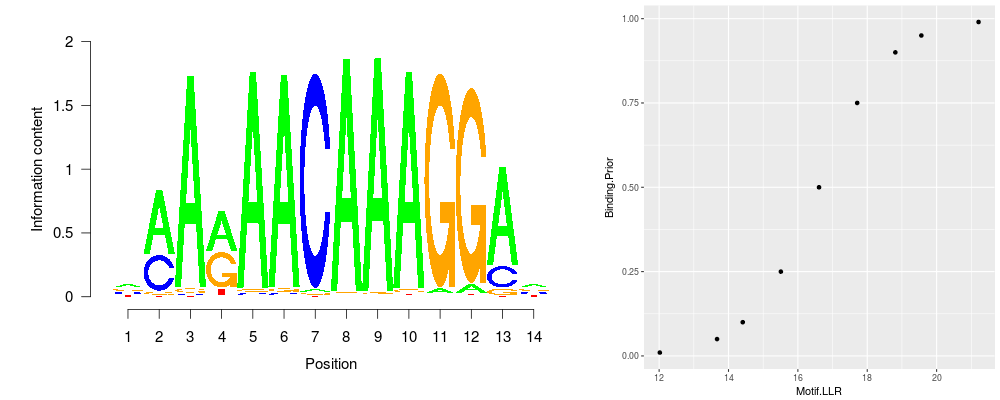 Information content
2
1.5
1
0.5
0
A C
A
A G
A
A
C
A
A
A
G
G
A C
1 2 3 4 5 6 7 8 9 10 11 12 13 14
Position
Binding.Prior
1.00
0.75
0.50
0.25
0.00
12 14 16 18 20
Motif.LLR